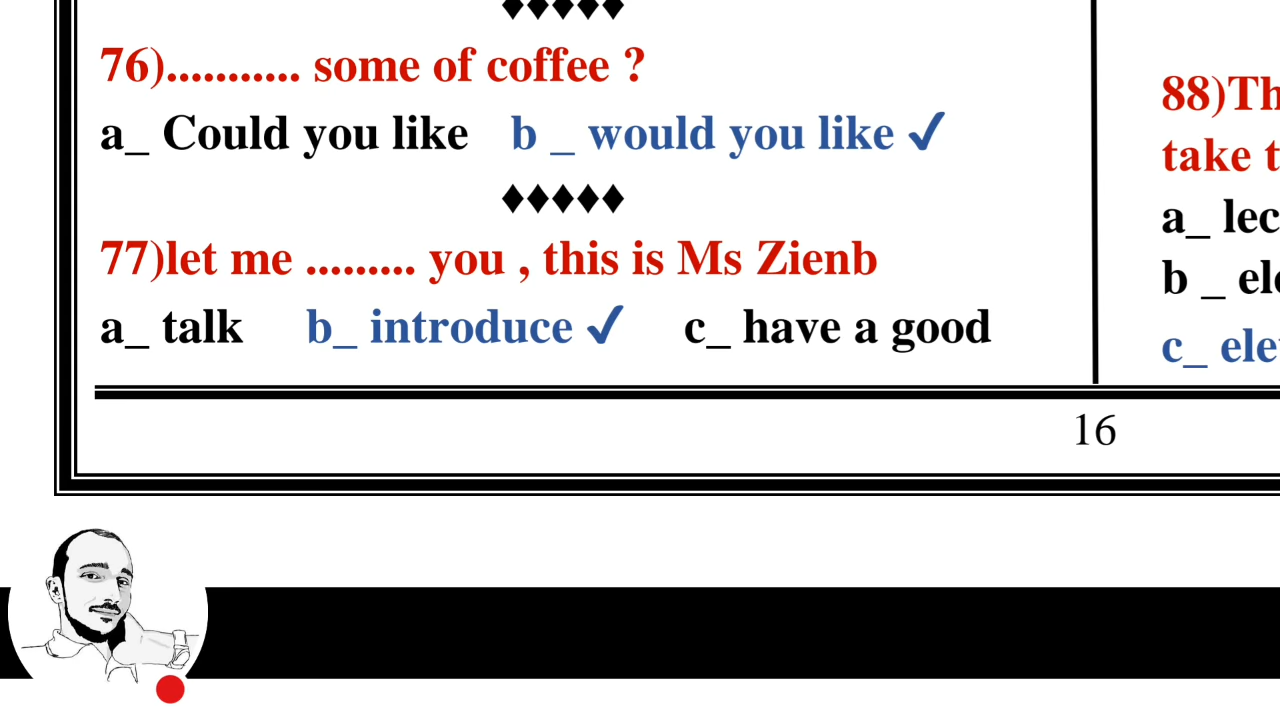 76)........... some of coffee ?
a_ Could you like b _ would you like ✓
77)let me ......... you , this is Ms Zienb
a_ talk b_ introduce ✓ c_ have a good
88)Th
take t
a_ lec
b _ ele
c_ ele
16